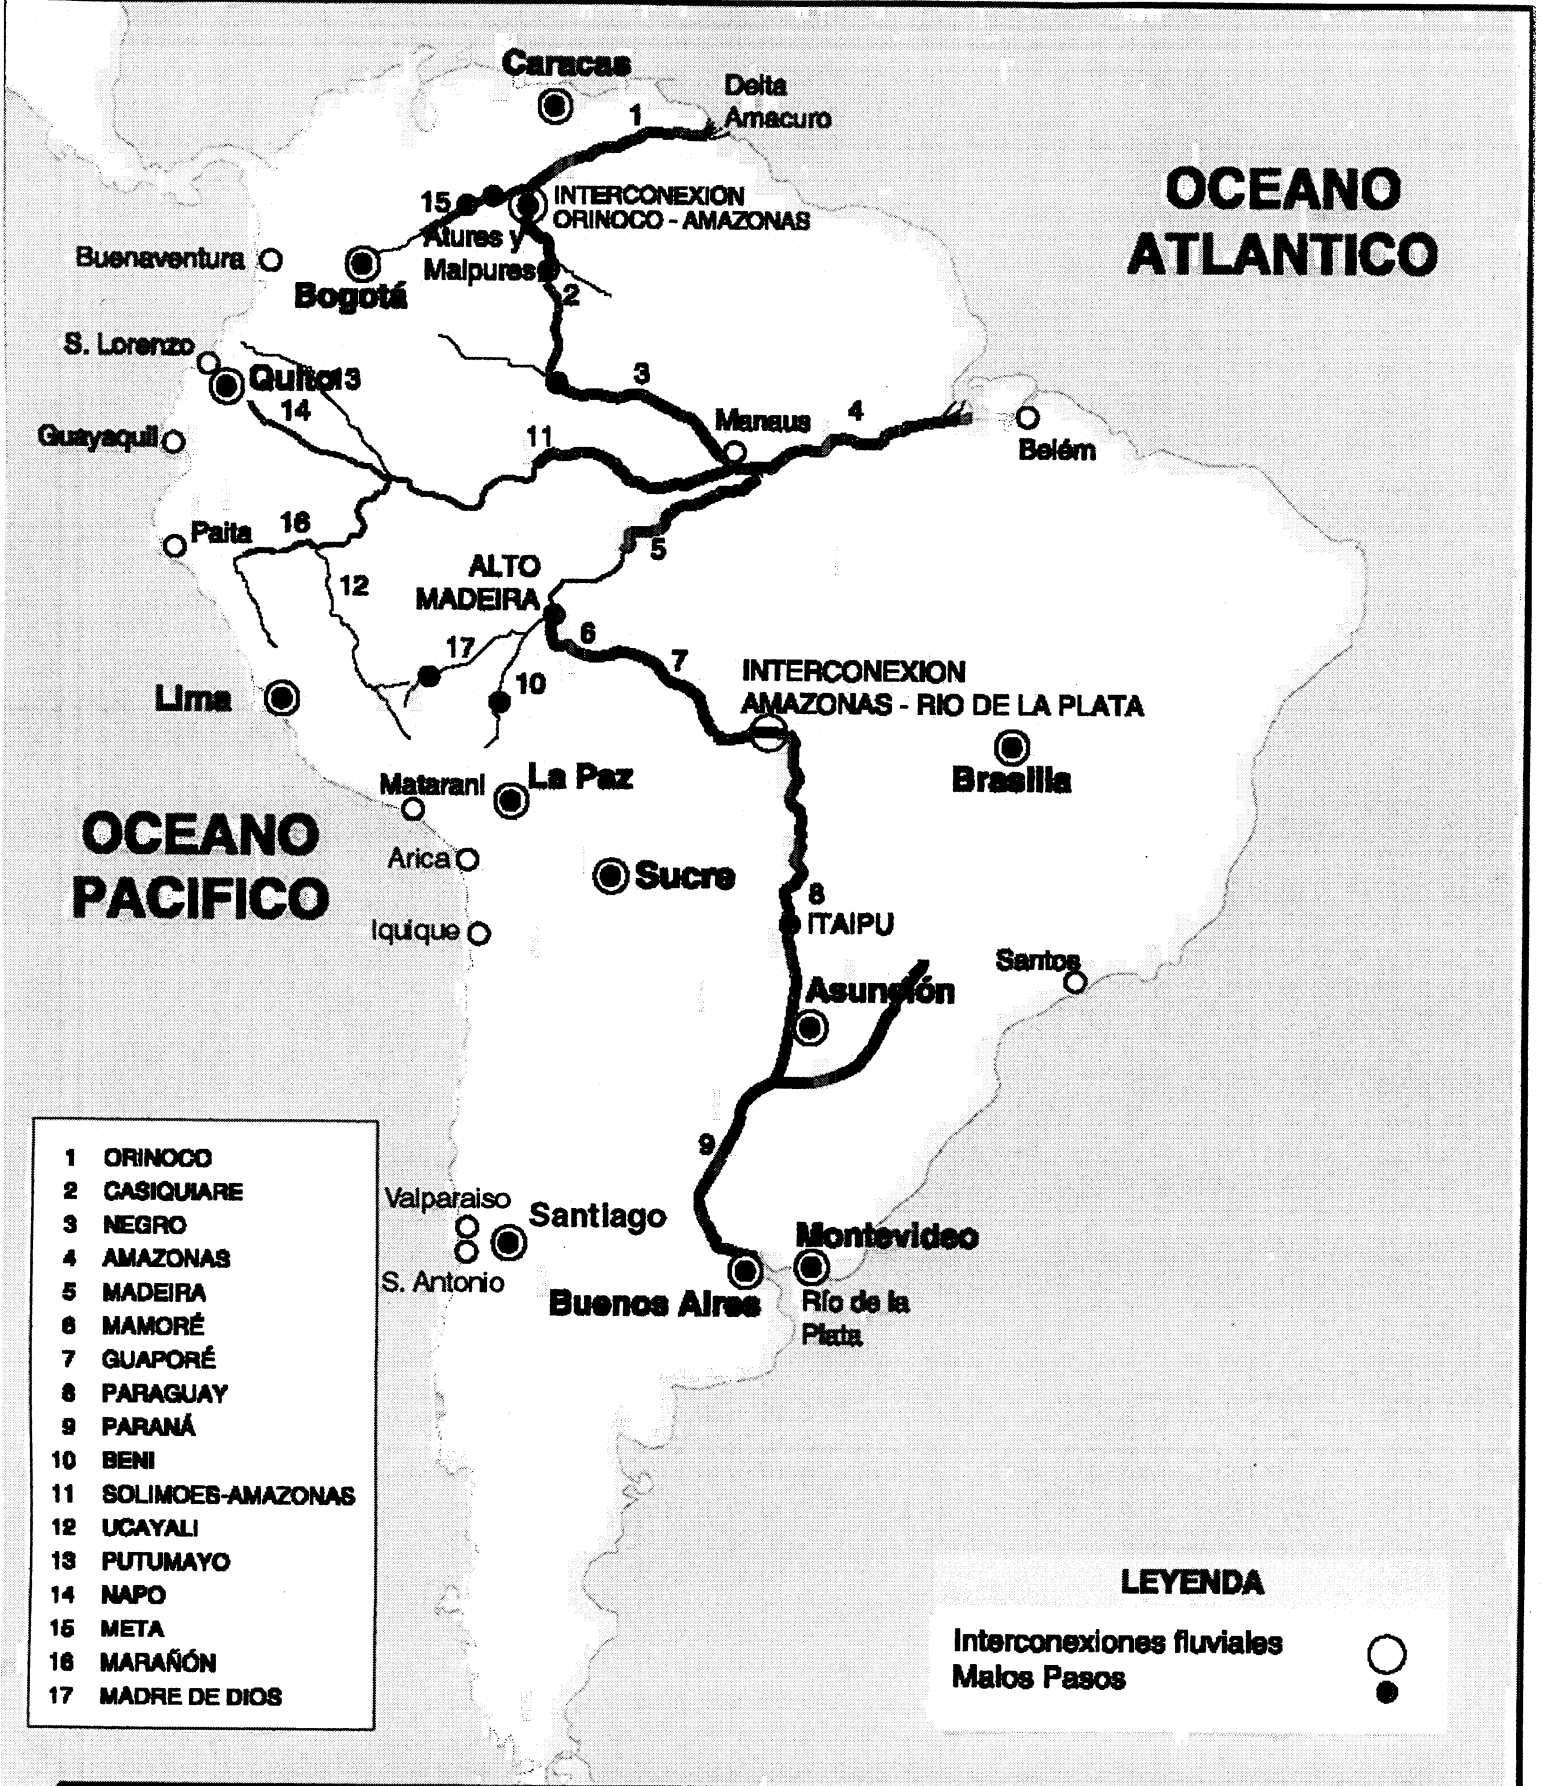 Caracas
Delta
Amacuro
1
OCEANO
ATLANTICO
15
INTERCONEXION
ORINOCO - AMAZONAS
Atures y
Maipures
Buenaventura
Bogotá
2
S. Lorenzo
Quito
13
3
14
Manaus
4
Guayaquil
11
Belém
16
Paita
5
12
ALTO
MADEIRA
6
17
7
10
INTERCONEXION
AMAZONAS - RIO DE LA PLATA
Lima
Brasilia
Matarani
La Paz
OCEANO
PACIFICO
Arica
Sucre
8
ITAIPU
Iquique
Santos
Asunción
9
Valparaiso
Santiago
S. Antonio
Montevideo
Buenos Aires
Río de la
Plata
1 ORINOCO
2 CASIQUIARE
3 NEGRO
4 AMAZONAS
5 MADEIRA
6 MAMORÉ
7 GUAPORÉ
8 PARAGUAY
9 PARANÁ
10 BENI
11 SOLIMOES-AMAZONAS
12 UCAYALI
13 PUTUMAYO
14 NAPO
15 META
16 MARAÑÓN
17 MADRE DE DIOS
LEYENDA
Interconexiones fluviales
Malos Pasos